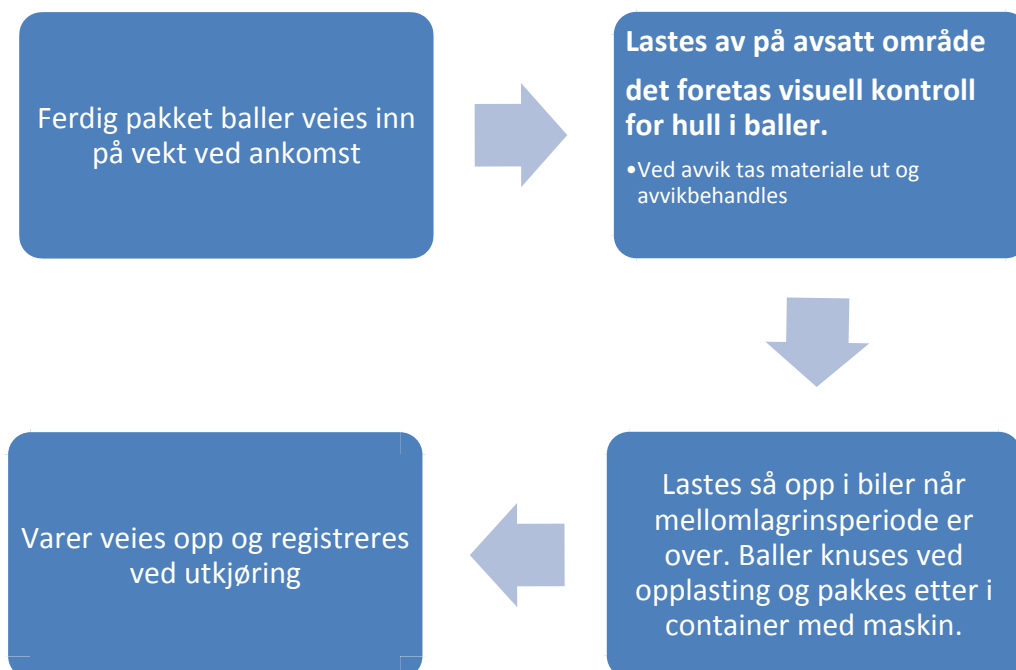 Ferdig pakket baller veies inn
på vekt ved ankomst
Lastes av på avsatt område
det foretas visuell kontroll
for hull i baller.
•Ved avvik tas materiale ut og
avvikbehandles
Lastes så opp i biler når
mellomlagrinsperiode er
over. Baller knuses ved
opplasting og pakkes etter i
container med maskin.
Varer veies opp og registreres
ved utkjøring